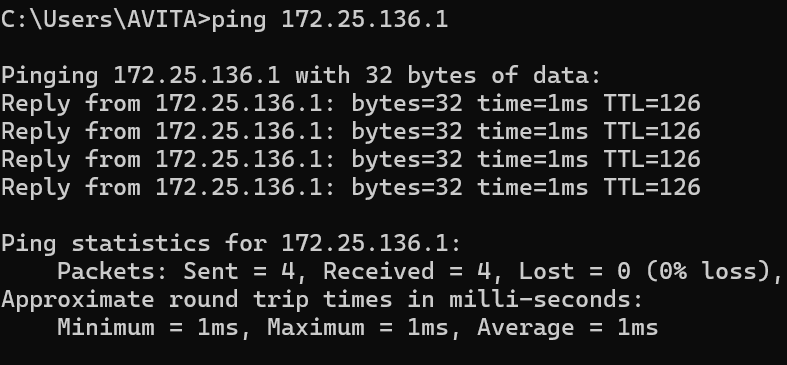 C:\Users\AVITA>ping 172.25.136.1
Pinging 172.25.136.1 with 32 bytes of data:
Reply from 172.25.136.1: bytes=32 time=1ms TTL=126
Reply from 172.25.136.1: bytes=32 time=1ms TTL=126
Reply from 172.25.136.1: bytes=32 time=1ms TTL=126
Reply from 172.25.136.1: bytes=32 time=1ms TTL=126
Ping statistics for 172.25.136.1:
    Packets: Sent = 4, Received = 4, Lost = 0 (0% loss),
Approximate round trip times in milli-seconds:
    Minimum = 1ms, Maximum = 1ms, Average = 1ms